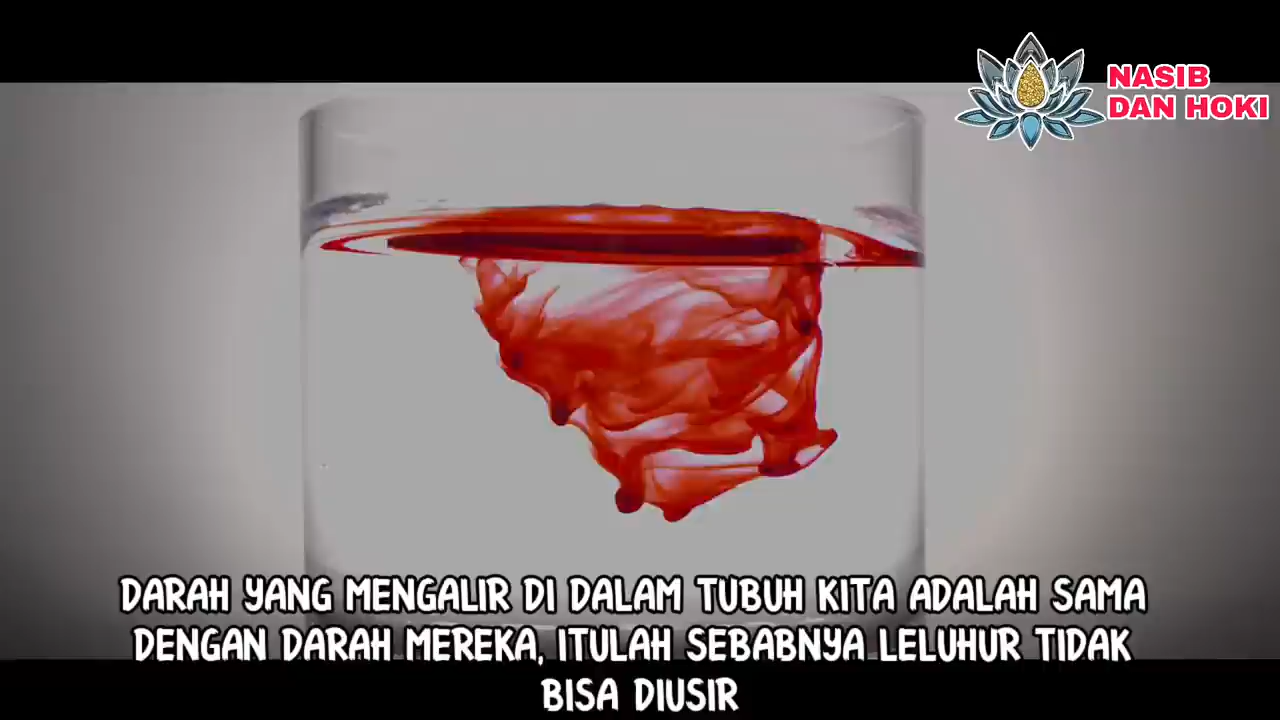 NASIB
DAN HOKI
DARAH YANG MENGALIR DI DALAM TUBUH KITA ADALAH SAMA
DENGAN DARAH MEREKA, ITULAH SEBABNYA LELUHUR TIDAK
BISA DIUSIR